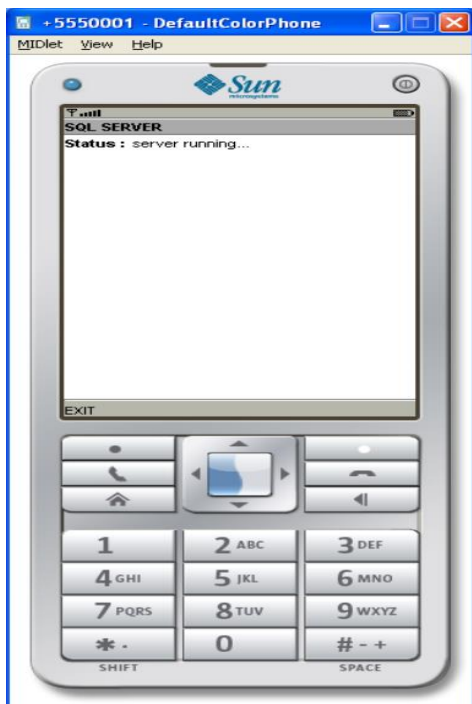 +5550001 - DefaultColorPhone
MIDlet View Help
Sun
microsystems
SQL SERVER
Status : server running...
EXIT
1 2 ABC 3 DEF
4 GHI 5 JKL 6 MNO
7 PQRS 8 TUV 9 WXYZ
* . 0 # - +
SHIFT SPACE